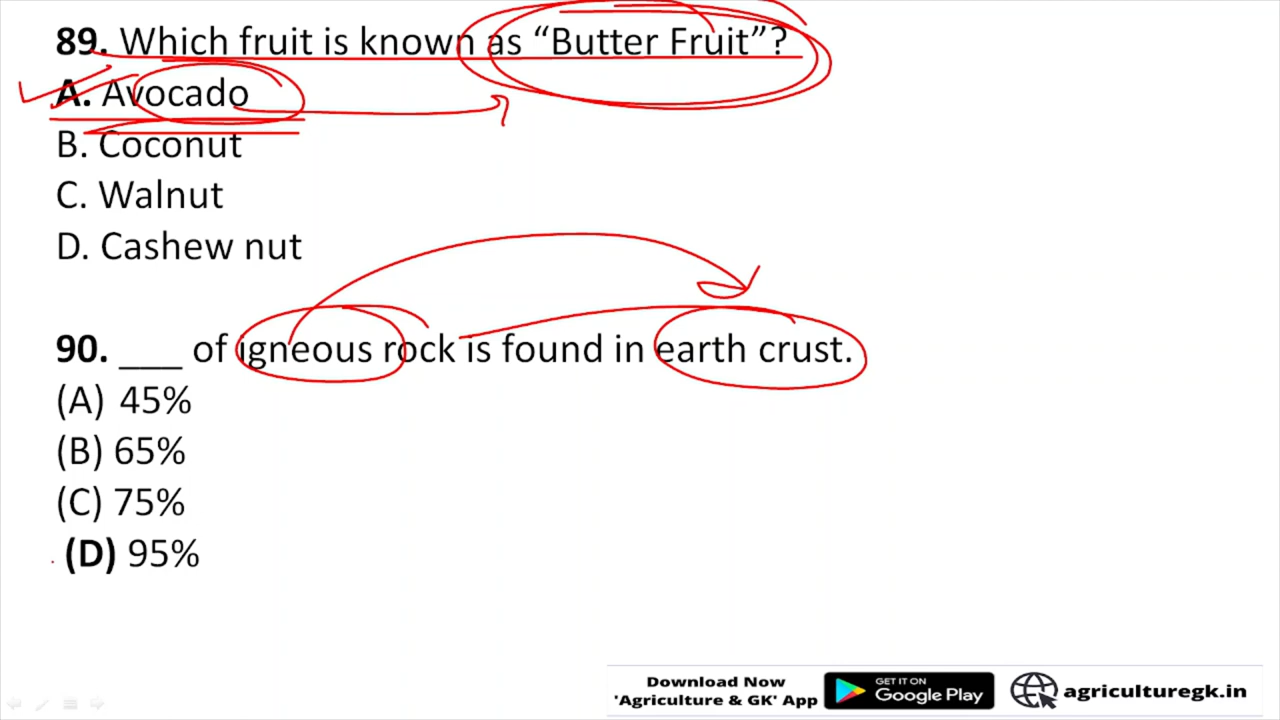 89. Which fruit is known as “Butter Fruit”?
A. Avocado
B. Coconut
C. Walnut
D. Cashew nut
90. ___ of igneous rock is found in earth crust.
(A) 45%
(B) 65%
(C) 75%
(D) 95%
Download Now
'Agriculture & GK' App
GET IT ON
Google Play
agriculturegk.in